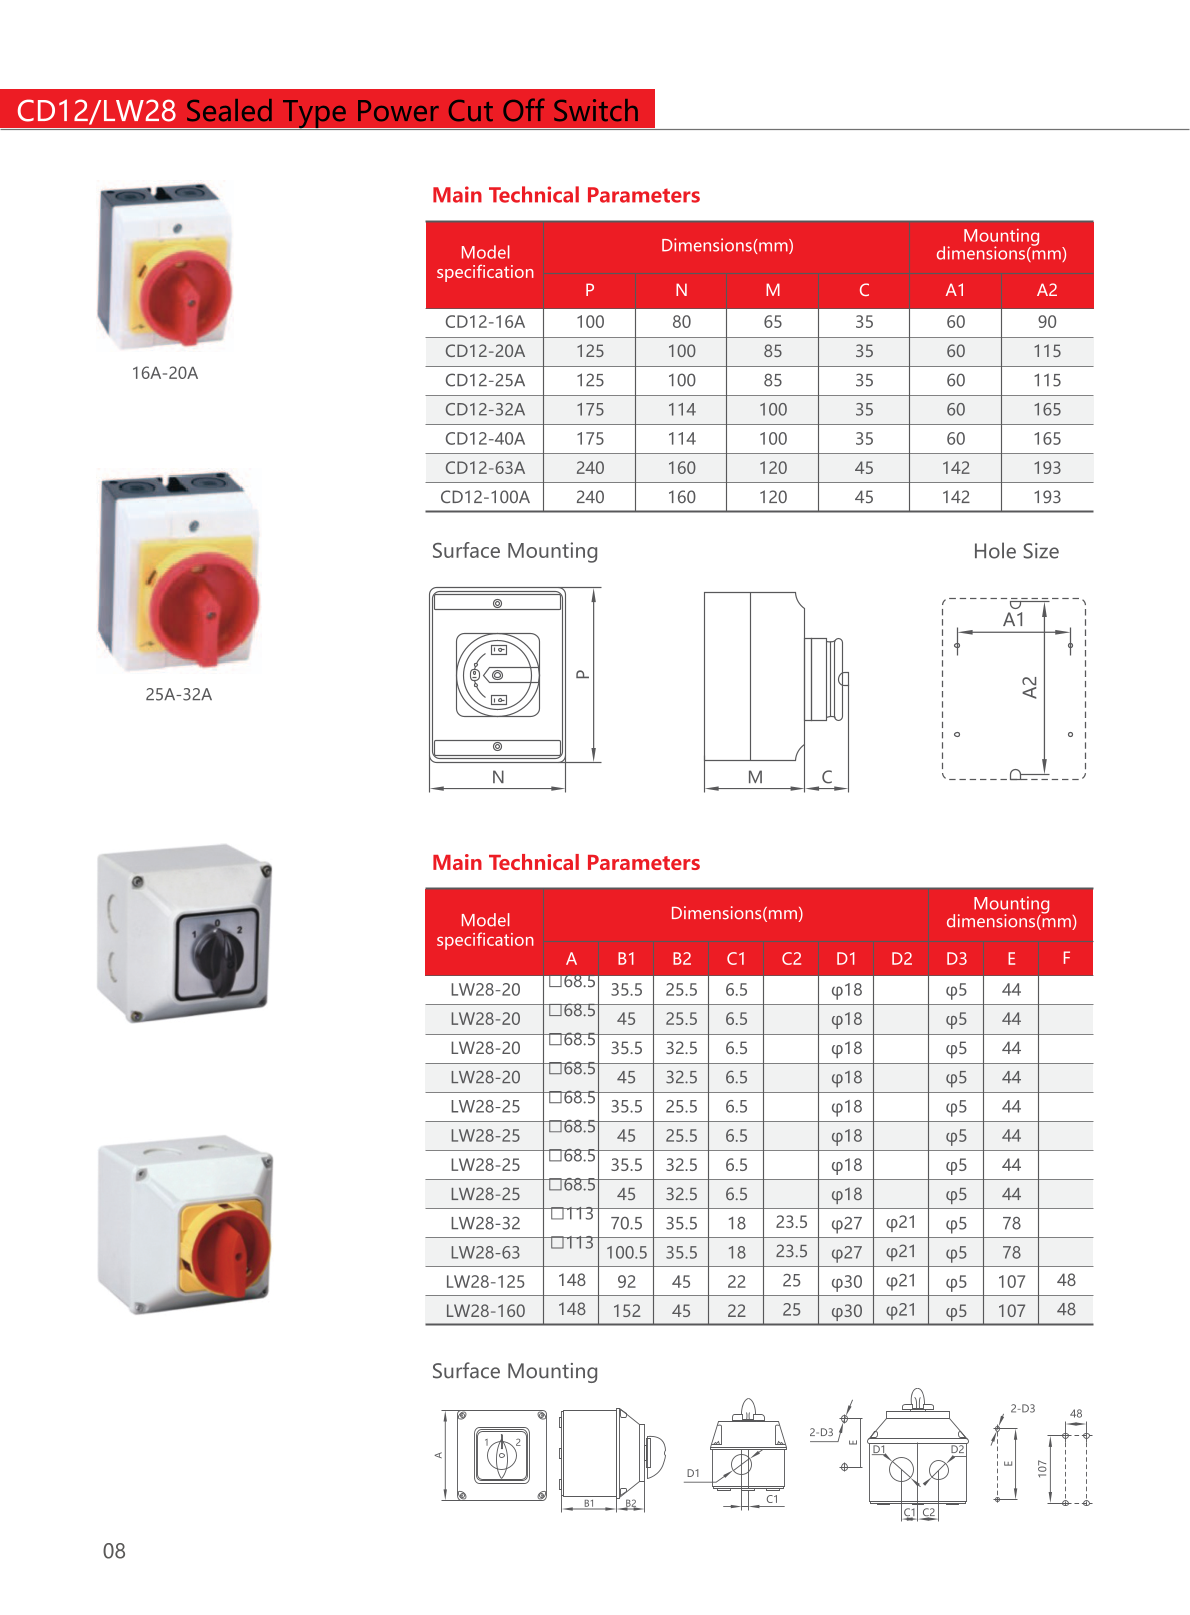 CD12/LW28 Sealed Type Power Cut Off Switch
16A-20A
25A-32A
Main Technical Parameters
Model specification Dimensions(mm) Mounting dimensions(mm)
P N M C A1 A2
CD12-16A 100 80 65 35 60 90
CD12-20A 125 100 85 35 60 115
CD12-25A 125 100 85 35 60 115
CD12-32A 175 114 100 35 60 165
CD12-40A 175 114 100 35 60 165
CD12-63A 240 160 120 45 142 193
CD12-100A 240 160 120 45 142 193
Surface Mounting
Hole Size
P
N
M C
A1
A2
1 0 2
Main Technical Parameters
Model specification Dimensions(mm) Mounting dimensions(mm)
A B1 B2 C1 C2 D1 D2 D3 E F
LW28-20 □68.5 35.5 25.5 6.5 φ18 φ5 44
LW28-20 □68.5 45 25.5 6.5 φ18 φ5 44
LW28-20 □68.5 35.5 32.5 6.5 φ18 φ5 44
LW28-20 □68.5 45 32.5 6.5 φ18 φ5 44
LW28-25 □68.5 35.5 25.5 6.5 φ18 φ5 44
LW28-25 □68.5 45 25.5 6.5 φ18 φ5 44
LW28-25 □68.5 35.5 32.5 6.5 φ18 φ5 44
LW28-25 □68.5 45 32.5 6.5 φ18 φ5 44
LW28-32 □113 70.5 35.5 18 23.5 φ27 φ21 φ5 78
LW28-63 □113 100.5 35.5 18 23.5 φ27 φ21 φ5 78
LW28-125 148 92 45 22 25 φ30 φ21 φ5 107 48
LW28-160 148 152 45 22 25 φ30 φ21 φ5 107 48
Surface Mounting
A
1 2
0
B1 B2
D1
C1
2-D3
E
D1 D2
C1 C2
2-D3
E
48
107
08